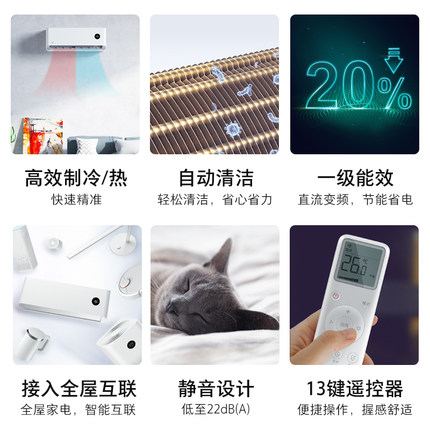 20%
高效制冷/热
快速精准
自动清洁
轻松清洁，省心省力
一级能效
直流变频，节能省电
26.0
接入全屋互联
全屋家电，智能互联
静音设计
低至22dB(A)
13键遥控器
便捷操作，握感舒适